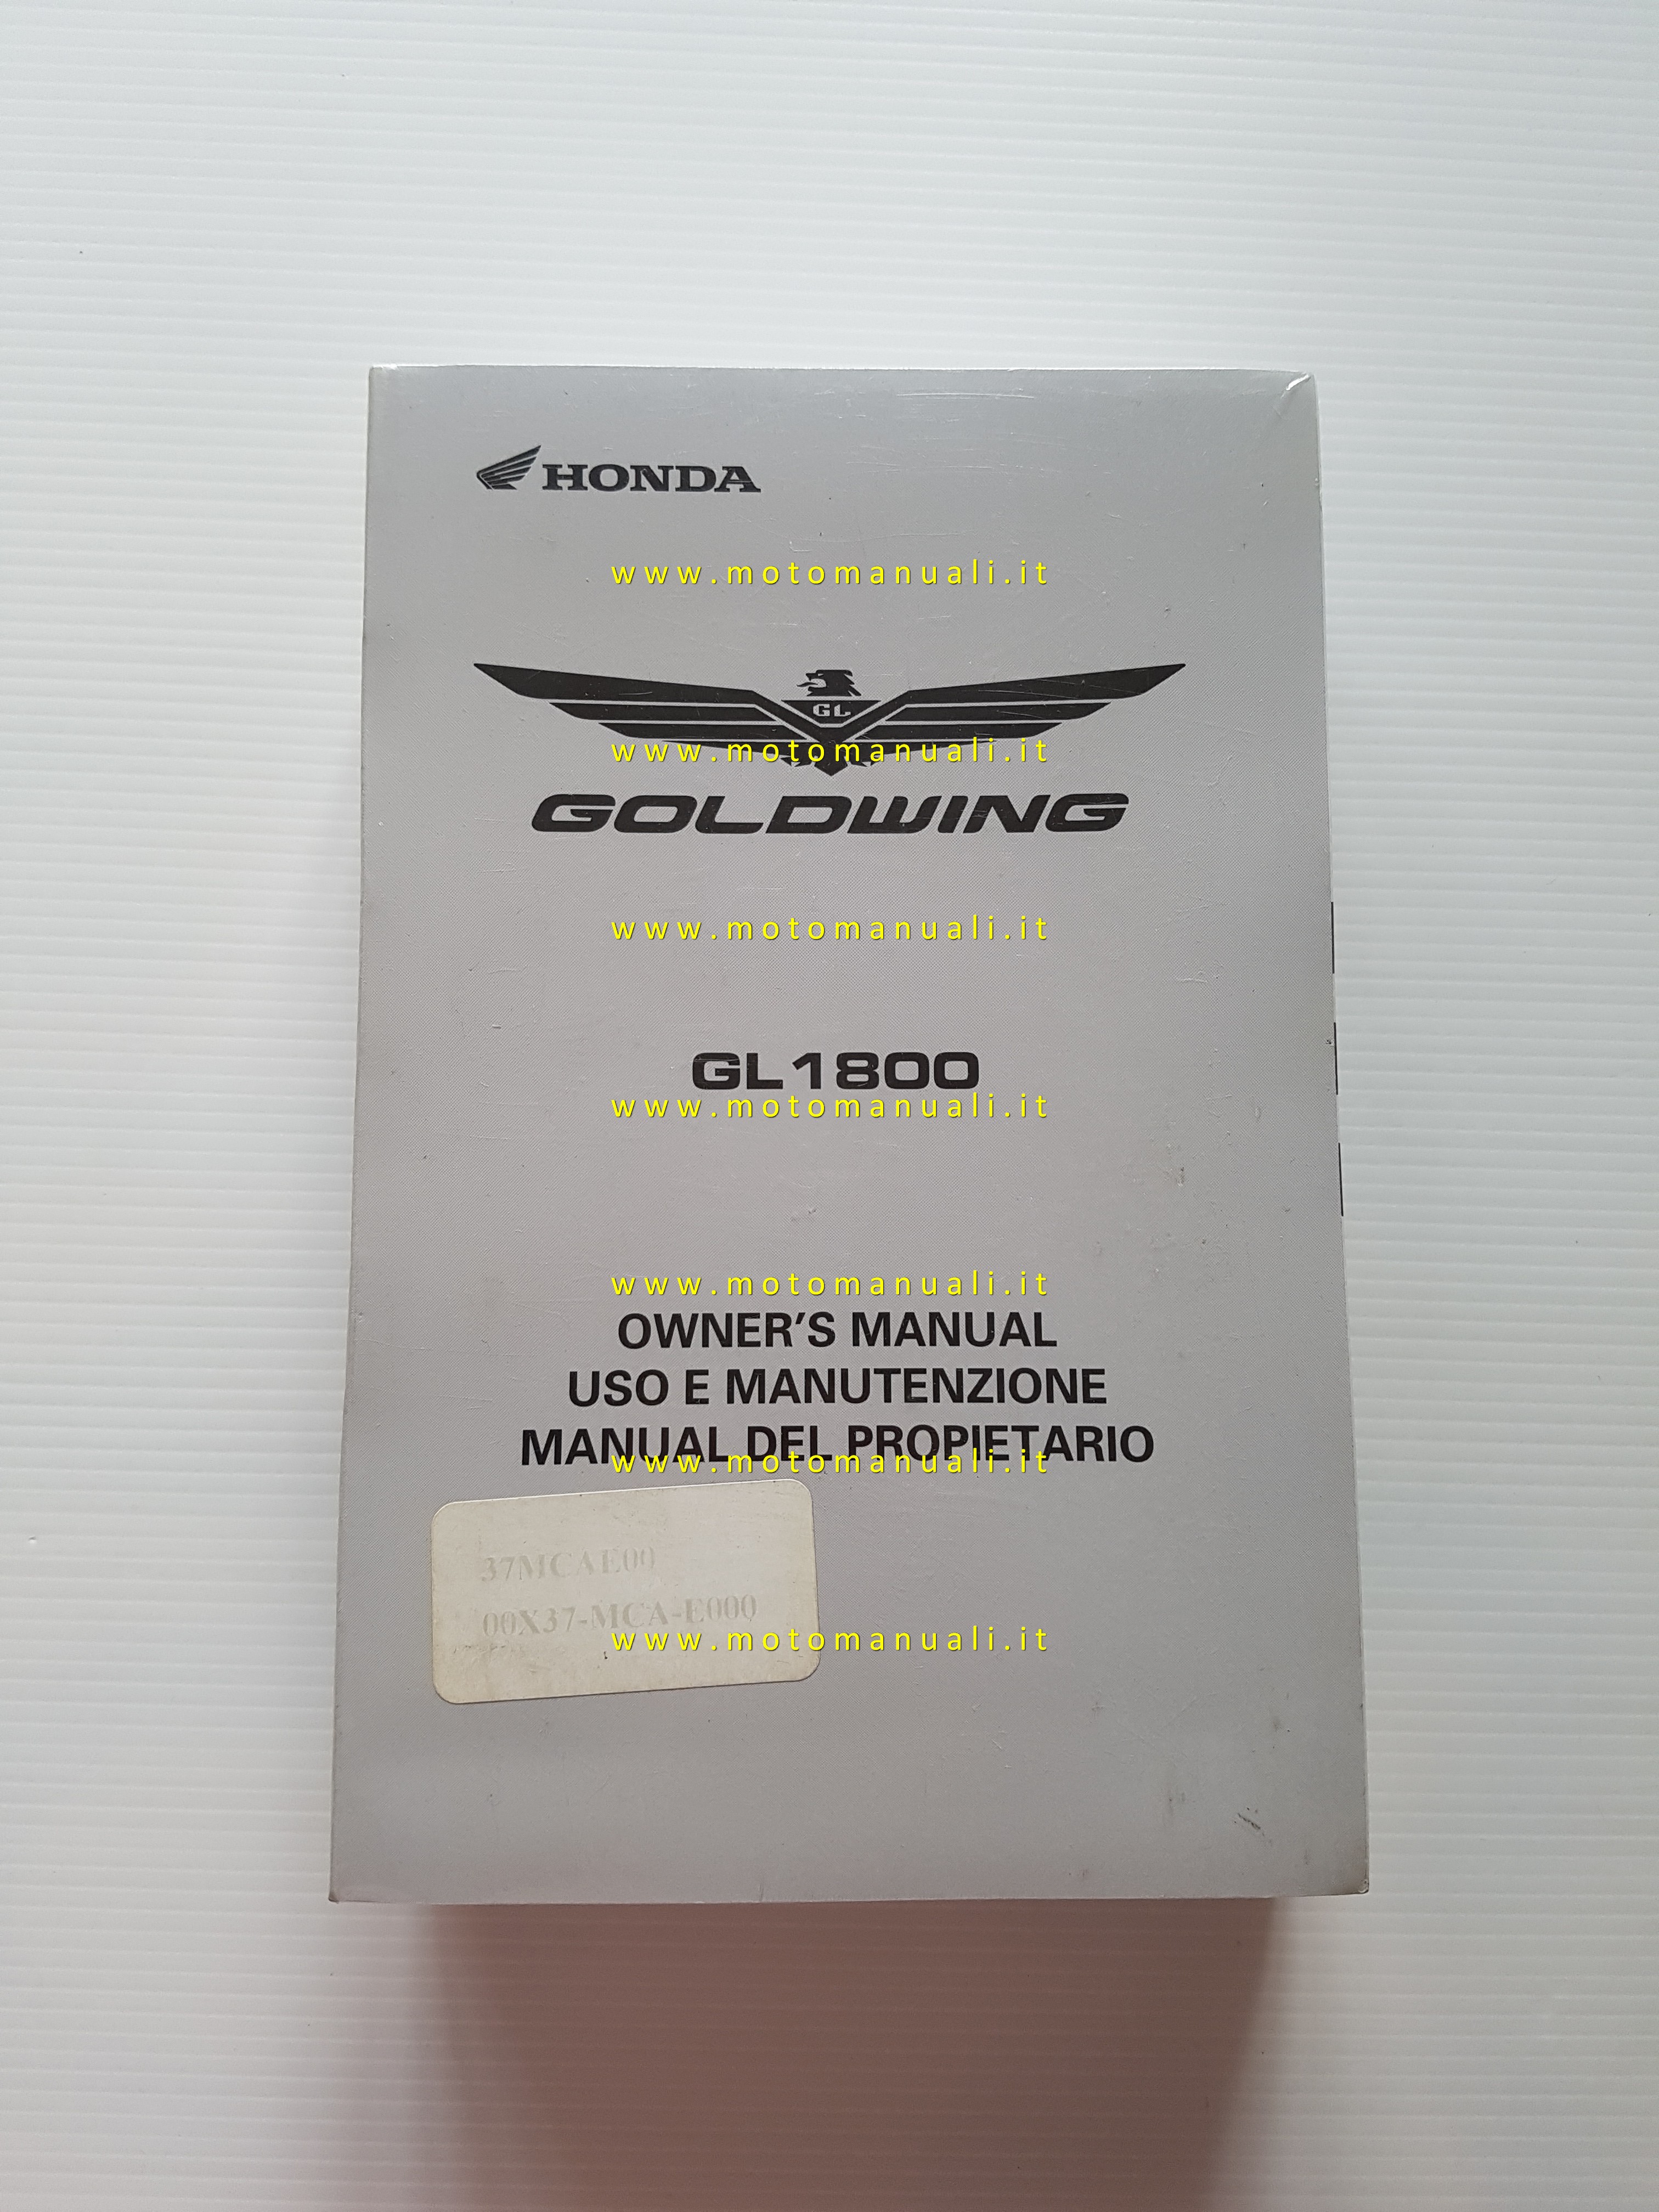 HONDA
www.motomanuali.it
GL
www.motomanuali.it
GOLDWING
www.motomanuali.it
GL1800
www.motomanuali.it
www.motomanuali.it
OWNER'S MANUAL
USO E MANUTENZIONE
MANUAL DEL PROPIETARIO
www.motomanuali.it
37MCAE00
00X37-MCA-E000
www.motomanuali.it